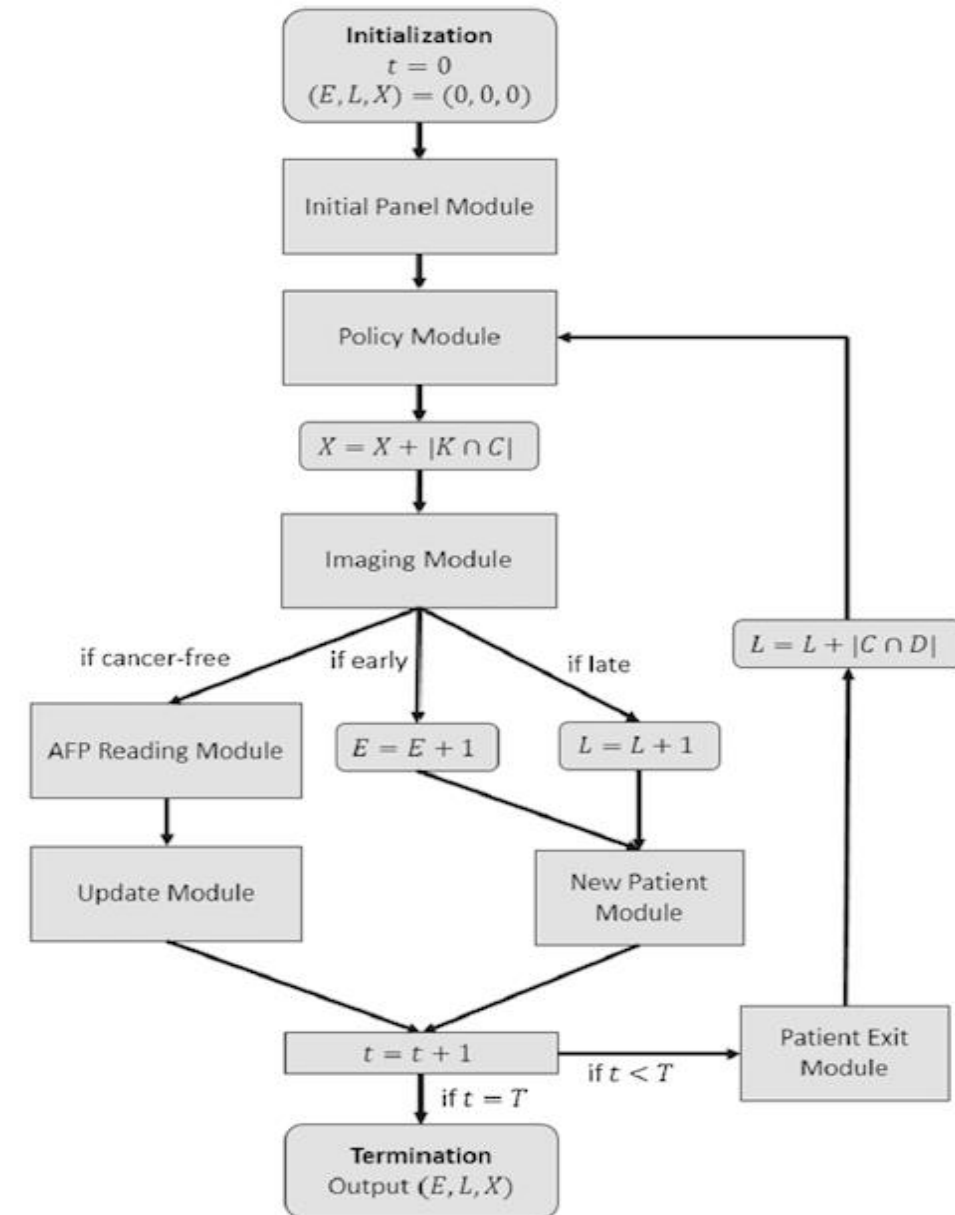 Initialization
t = 0
(E, L, X) = (0, 0, 0)
Initial Panel Module
Policy Module
X = X + |K ∩ C|
Imaging Module
if cancer-free
if early
if late
L = L + |C ∩ D|
AFP Reading Module
E = E + 1
L = L + 1
Update Module
New Patient
Module
t = t + 1
if t < T
Patient Exit
Module
if t = T
Termination
Output (E, L, X)